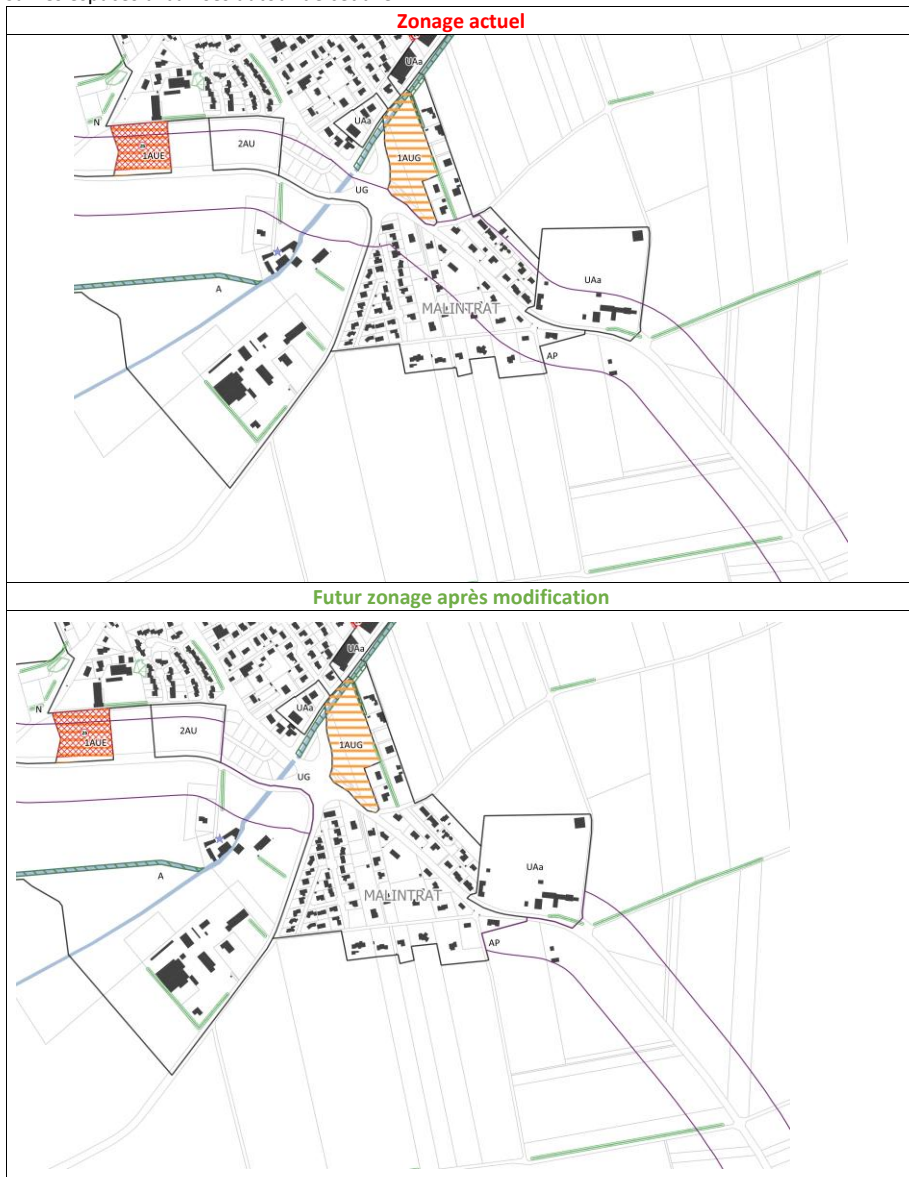 Zonage actuel
UAa
UAa
N
1AUE
2AU
1AUG
UG
UAa
A
MALINTRAT
AP
Futur zonage après modification
UAa
UAa
N
1AUE
2AU
1AUG
UG
UAa
A
MALINTRAT
AP